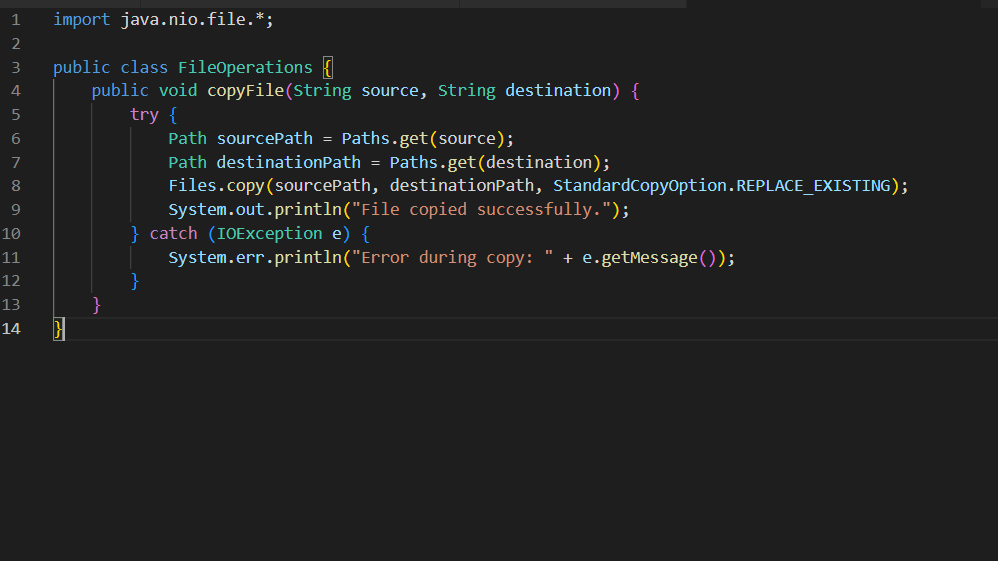 1 import java.nio.file.*;
2
3 public class FileOperations {
4     public void copyFile(String source, String destination) {
5         try {
6             Path sourcePath = Paths.get(source);
7             Path destinationPath = Paths.get(destination);
8             Files.copy(sourcePath, destinationPath, StandardCopyOption.REPLACE_EXISTING);
9             System.out.println("File copied successfully.");
10         } catch (IOException e) {
11             System.err.println("Error during copy: " + e.getMessage());
12         }
13     }
14 }